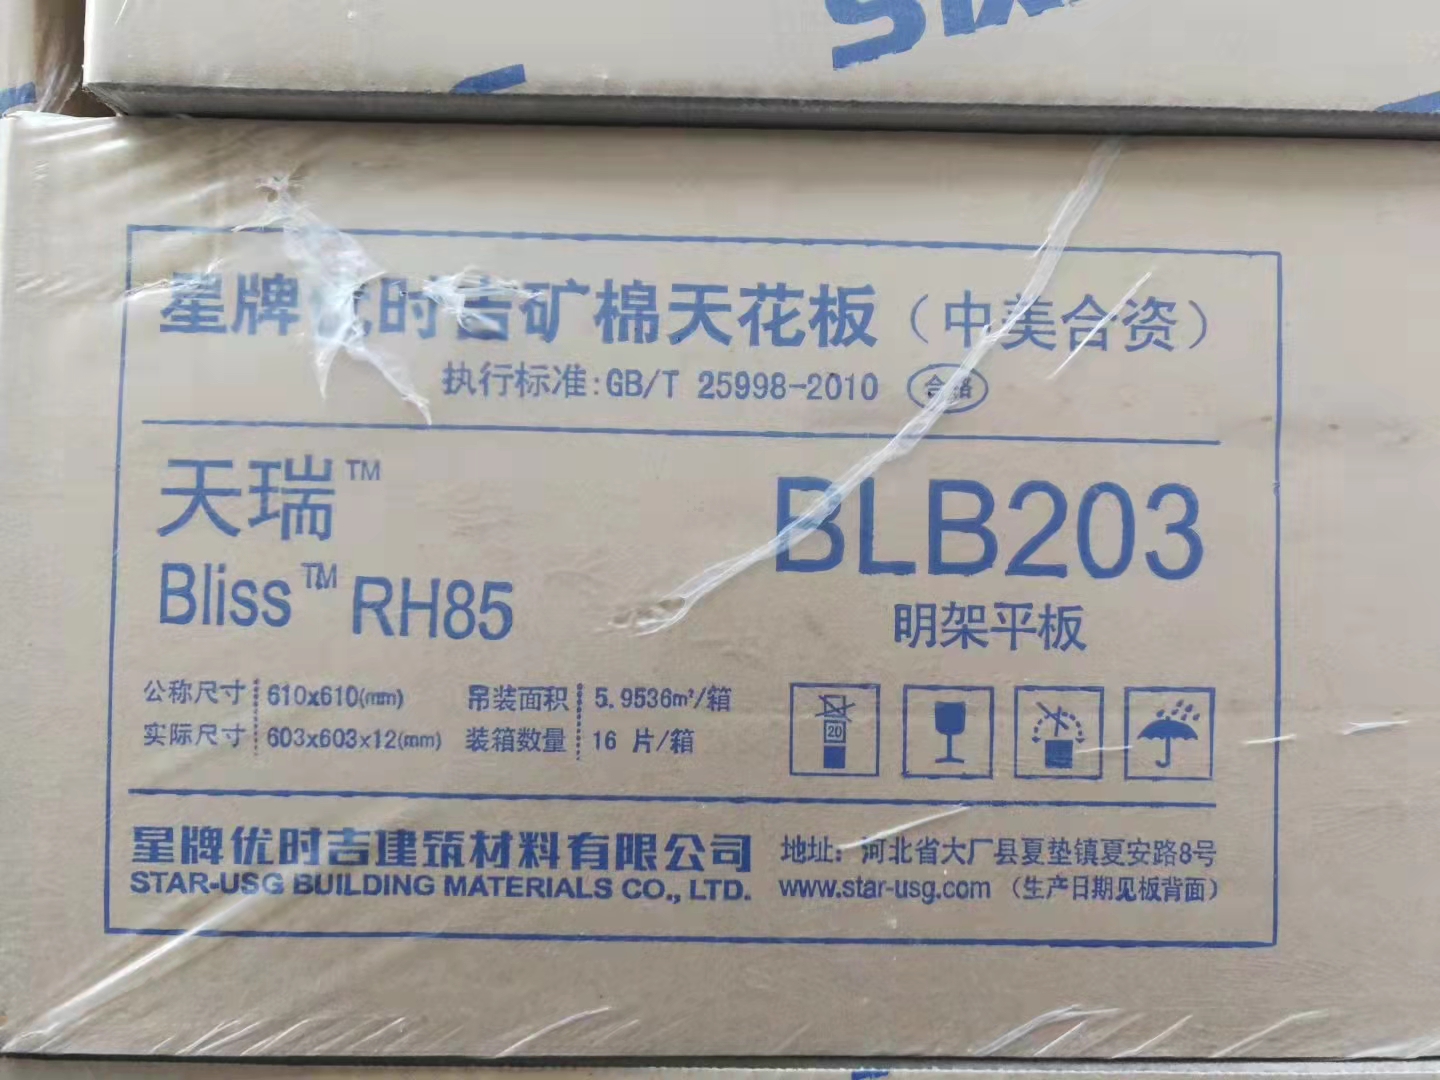 星牌优时吉矿棉天花板（中美合资）
执行标准:GB/T 25998-2010 合格
天瑞™
Bliss™ RH85
BLB203
明架平板
公称尺寸 610x610(mm) 吊装面积 5.9536m²/箱
实际尺寸 603x603x12(mm) 装箱数量 16 片/箱
20
星牌优时吉建筑材料有限公司
STAR-USG BUILDING MATERIALS CO., LTD.
地址：河北省大厂县夏垫镇夏安路8号
www.star-usg.com （生产日期见板背面）